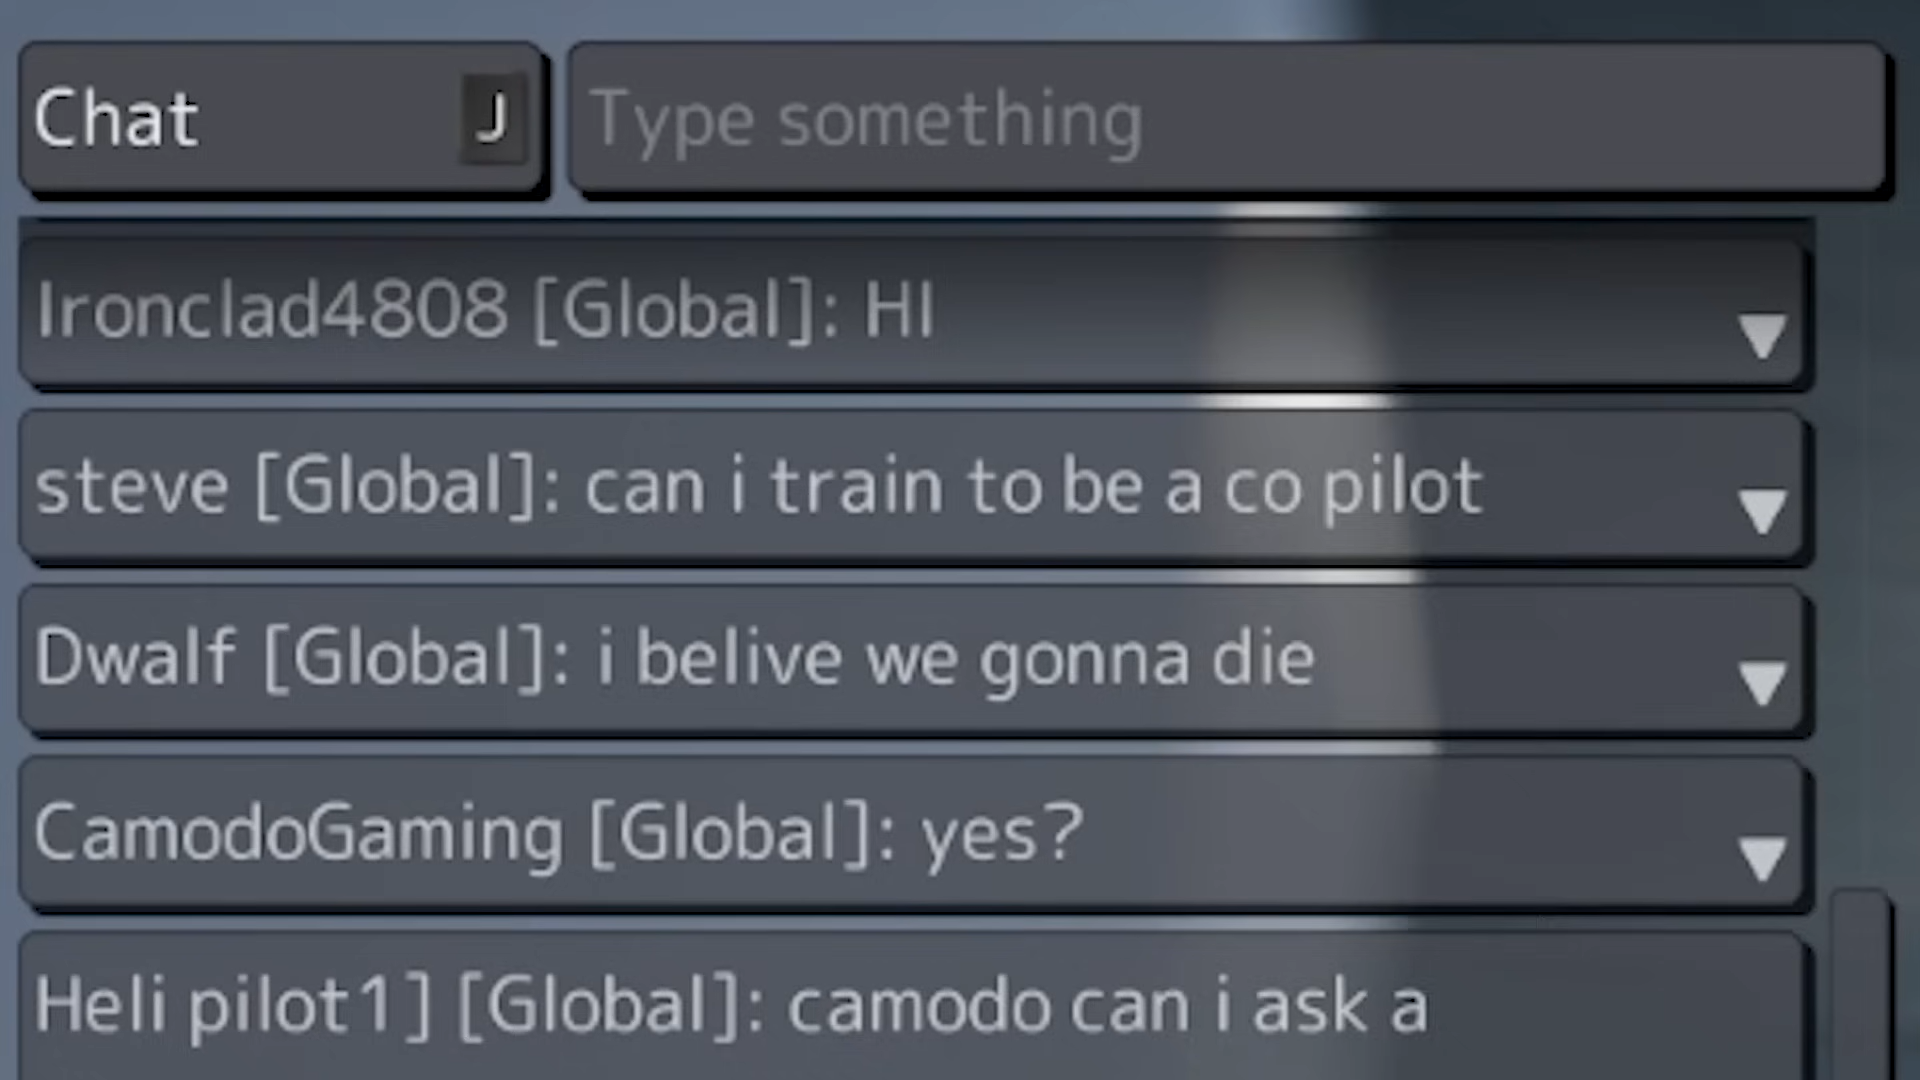 Chat J Type something
Ironclad4808 [Global]: HI
steve [Global]: can i train to be a co pilot
Dwalf [Global]: i belive we gonna die
CamodoGaming [Global]: yes?
Heli pilot1] [Global]: camodo can i ask a